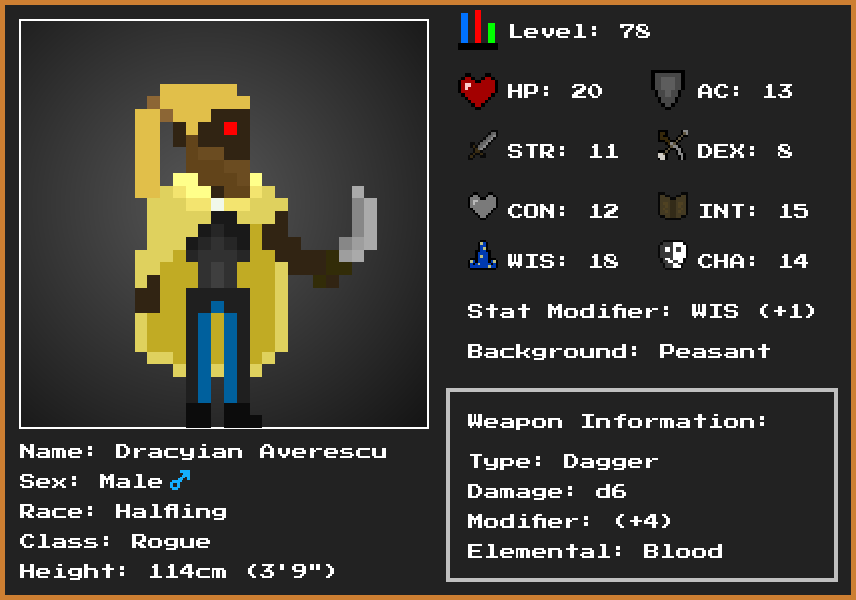 Level: 78
HP: 20
AC: 13
STR: 11
DEX: 8
CON: 12
INT: 15
WIS: 18
CHA: 14
Stat Modifier: WIS (+1)
Background: Peasant
Weapon Information:
Type: Dagger
Damage: d6
Modifier: (+4)
Elemental: Blood
Name: Dracyian Averescu
Sex: Male♂
Race: Halfling
Class: Rogue
Height: 114cm (3'9")